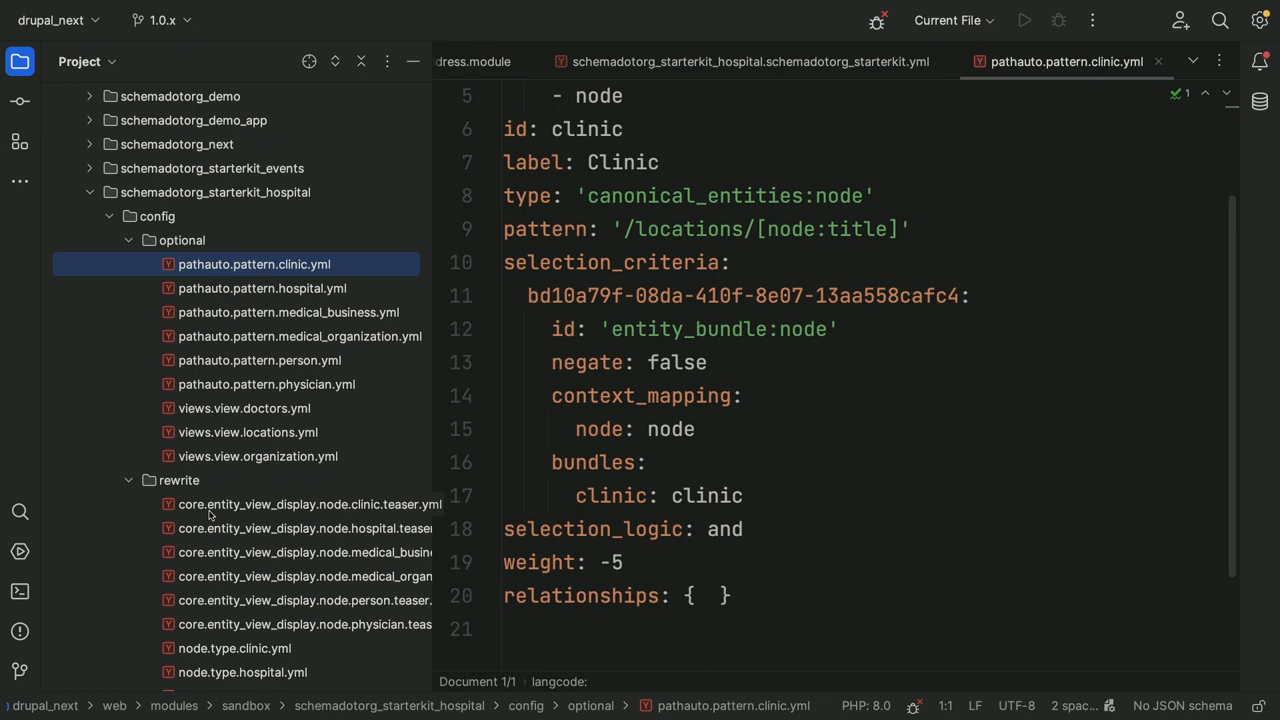 drupal_next
1.0.x
Current File
Project
dress.module
schemadotorg_starterkit_hospital.schemadotorg_starterkit.yml
pathauto.pattern.clinic.yml
schemadotorg_demo
schemadotorg_demo_app
schemadotorg_next
schemadotorg_starterkit_events
schemadotorg_starterkit_hospital
config
optional
pathauto.pattern.clinic.yml
pathauto.pattern.hospital.yml
pathauto.pattern.medical_business.yml
pathauto.pattern.medical_organization.yml
pathauto.pattern.person.yml
pathauto.pattern.physician.yml
views.view.doctors.yml
views.view.locations.yml
views.view.organization.yml
rewrite
core.entity_view_display.node.clinic.teaser.yml
core.entity_view_display.node.hospital.teaser
core.entity_view_display.node.medical_busin
core.entity_view_display.node.medical_organ
core.entity_view_display.node.person.teaser.
core.entity_view_display.node.physician.teas
node.type.clinic.yml
node.type.hospital.yml
1
5 - node
6 id: clinic
7 label: Clinic
8 type: 'canonical_entities:node'
9 pattern: '/locations/[node:title]'
10 selection_criteria:
11 bd10a79f-08da-410f-8e07-13aa558cafc4:
12 id: 'entity_bundle:node'
13 negate: false
14 context_mapping:
15 node: node
16 bundles:
17 clinic: clinic
18 selection_logic: and
19 weight: -5
20 relationships: { }
21
Document 1/1 langcode:
drupal_next web modules sandbox schemadotorg_starterkit_hospital config optional pathauto.pattern.clinic.yml PHP: 8.0 1:1 LF UTF-8 2 spac... No JSON schema